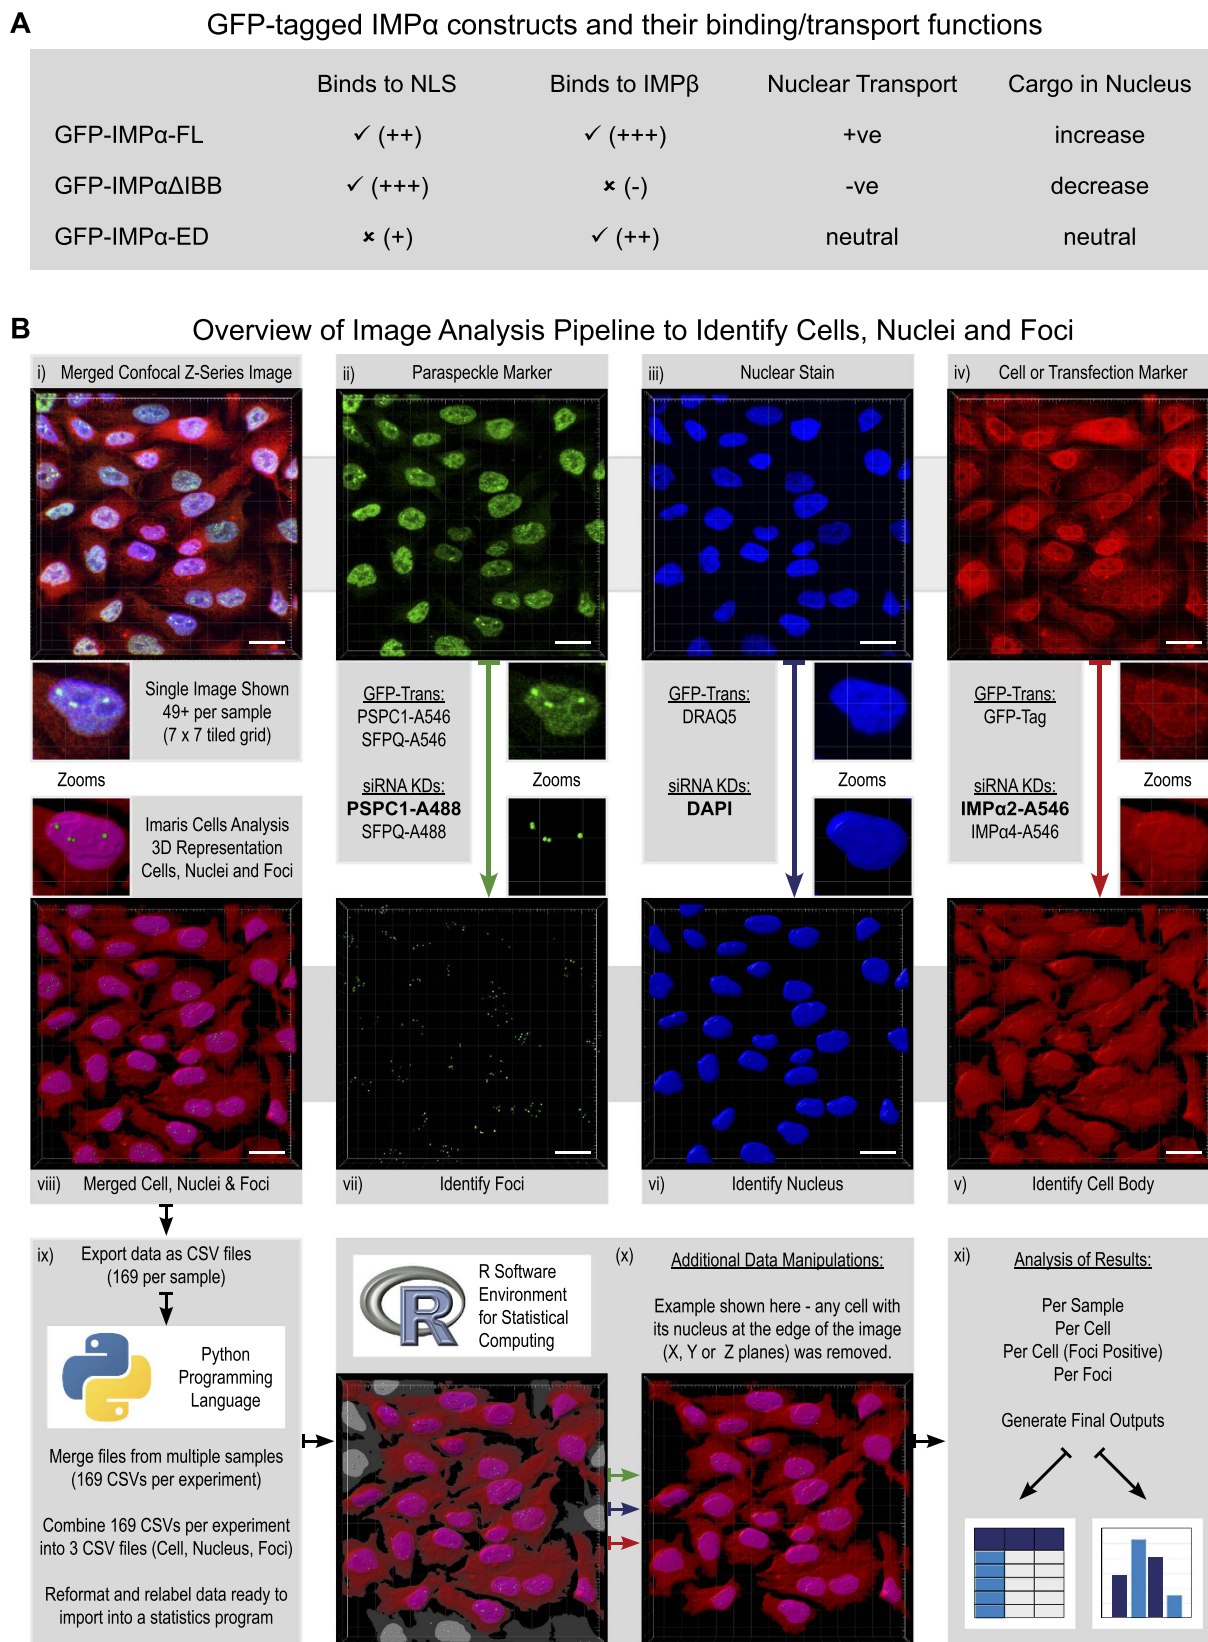 A
GFP-tagged IMPα constructs and their binding/transport functions
Binds to NLS
Binds to IMPβ
Nuclear Transport
Cargo in Nucleus
GFP-IMPα-FL ✓ (++) ✓ (+++) +ve increase
GFP-IMPαΔIBB ✓ (+++) ✘ (-) -ve decrease
GFP-IMPα-ED ✘ (+) ✓ (++) neutral neutral
B
Overview of Image Analysis Pipeline to Identify Cells, Nuclei and Foci
i) Merged Confocal Z-Series Image
ii) Paraspeckle Marker
iii) Nuclear Stain
iv) Cell or Transfection Marker
Single Image Shown
49+ per sample
(7 x 7 tiled grid)
Zooms
Imaris Cells Analysis
3D Representation
Cells, Nuclei and Foci
GFP-Trans:
PSPC1-A546
SFPQ-A546
siRNA KDs:
PSPC1-A488
SFPQ-A488
Zooms
GFP-Trans:
DRAQ5
siRNA KDs:
DAPI
Zooms
GFP-Trans:
GFP-Tag
siRNA KDs:
IMPα2-A546
IMPα4-A546
Zooms
viii) Merged Cell, Nuclei & Foci
vii) Identify Foci
vi) Identify Nucleus
v) Identify Cell Body
ix) Export data as CSV files
(169 per sample)
Python
Programming
Language
Merge files from multiple samples
(169 CSVs per experiment)
Combine 169 CSVs per experiment
into 3 CSV files (Cell, Nucleus, Foci)
Reformat and relabel data ready to
import into a statistics program
R
R Software
Environment
for Statistical
Computing
(x) Additional Data Manipulations:
Example shown here - any cell with
its nucleus at the edge of the image
(X, Y or Z planes) was removed.
xi) Analysis of Results:
Per Sample
Per Cell
Per Cell (Foci Positive)
Per Foci
Generate Final Outputs